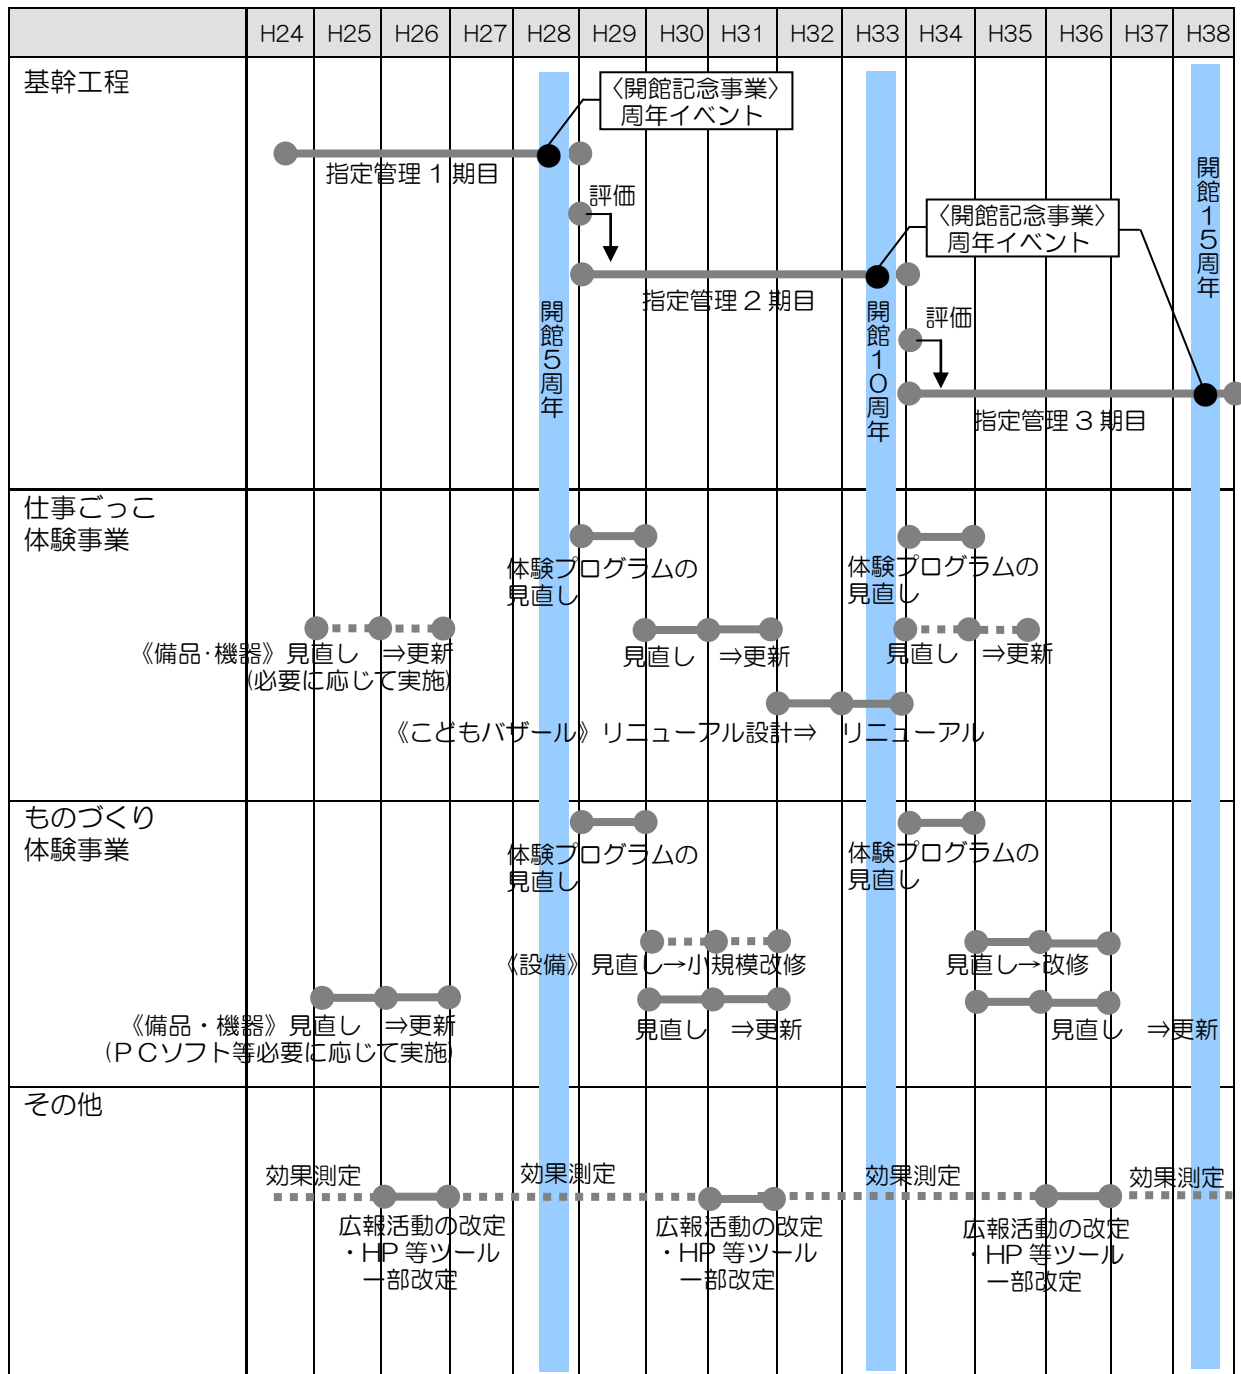 H24 H25 H26 H27 H28 H29 H30 H31 H32 H33 H34 H35 H36 H37 H38
基幹工程
〈開館記念事業〉
周年イベント
指定管理1期目
評価
〈開館記念事業〉
周年イベント
開館15周年
指定管理2期目
開館5周年
開館10周年
評価
指定管理3期目
仕事ごっこ
体験事業
体験プログラムの
見直し
体験プログラムの
見直し
《備品・機器》見直し ⇒更新
(必要に応じて実施)
見直し ⇒更新
見直し ⇒更新
《こどもバザール》リニューアル設計⇒ リニューアル
ものづくり
体験事業
体験プログラムの
見直し
体験プログラムの
見直し
《設備》見直し→小規模改修
見直し→改修
《備品・機器》見直し ⇒更新
(PCソフト等必要に応じて実施)
見直し ⇒更新
見直し ⇒更新
その他
効果測定
効果測定
効果測定
効果測定
広報活動の改定
・HP等ツール
一部改定
広報活動の改定
・HP等ツール
一部改定
広報活動の改定
・HP等ツール
一部改定